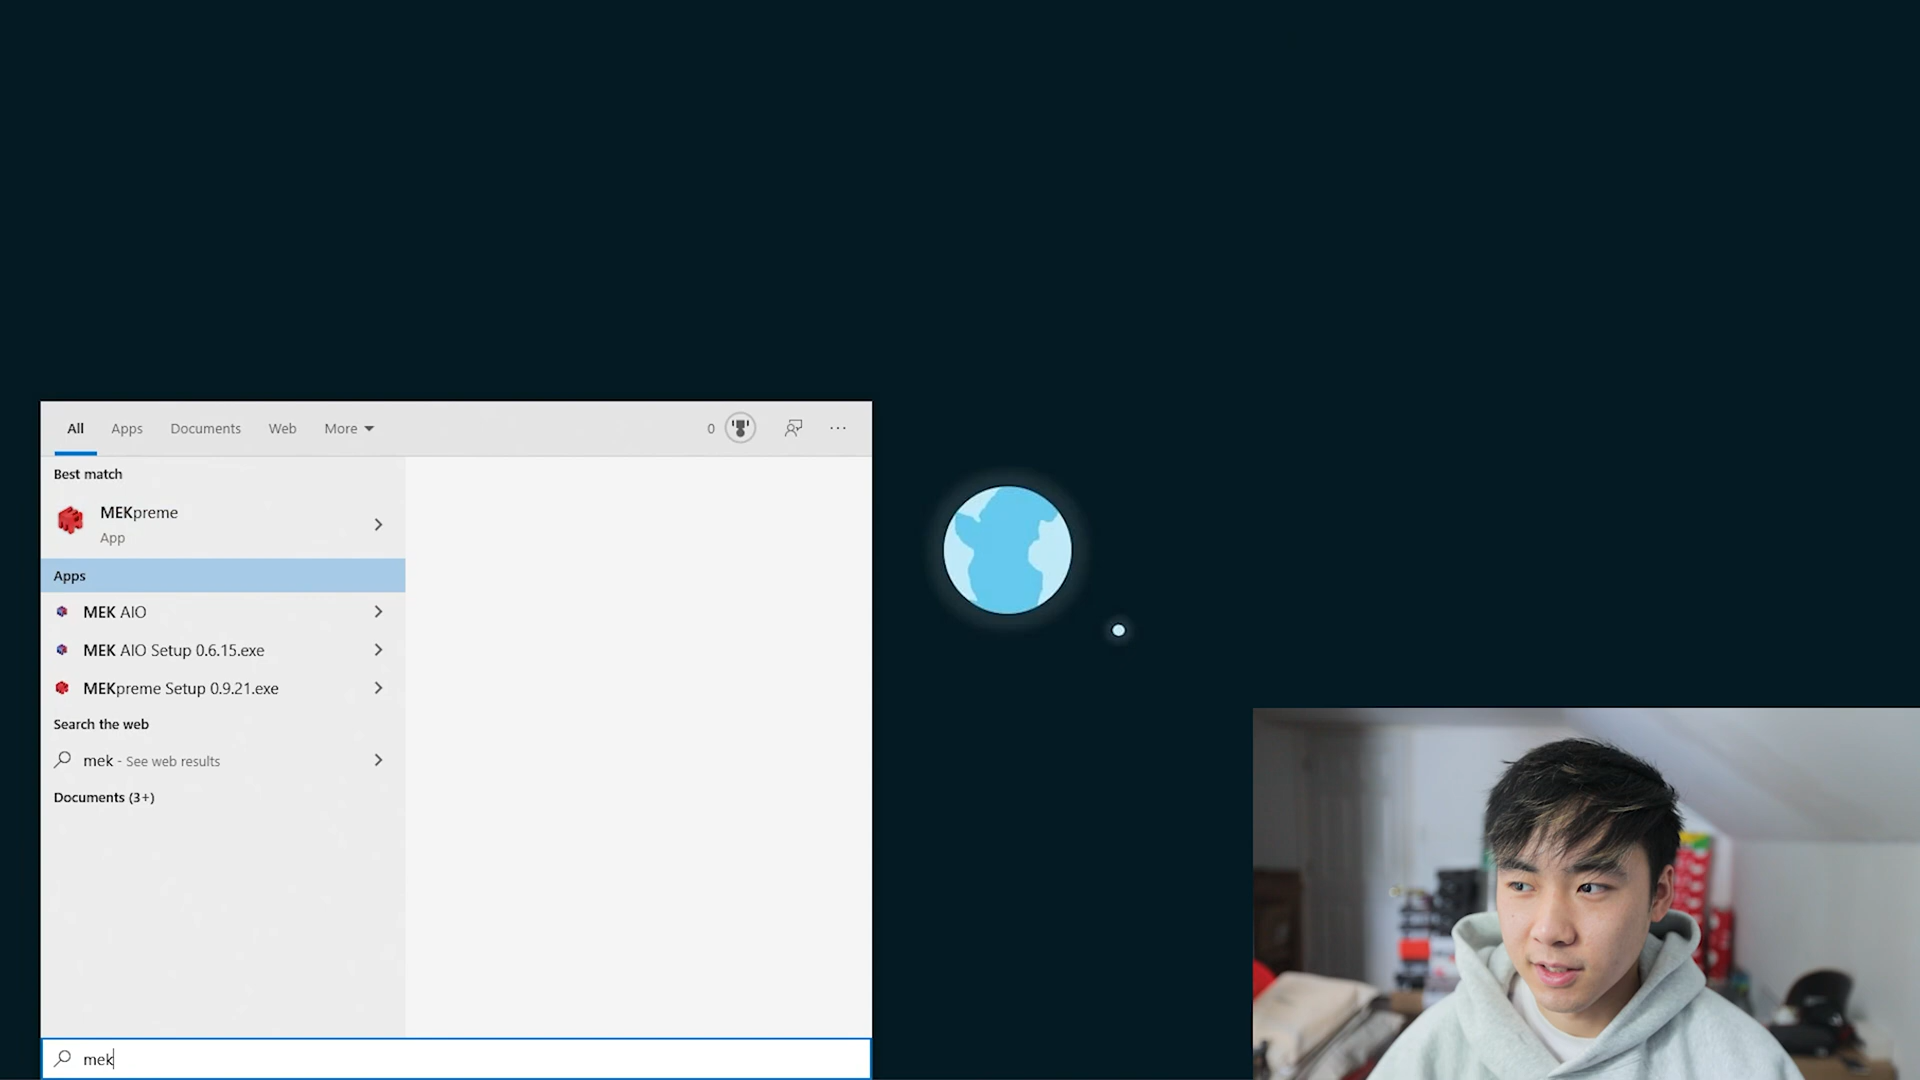 All Apps Documents Web More 0 ...
Best match
MEKpreme
App
Apps
MEK AIO
MEK AIO Setup 0.6.15.exe
MEKpreme Setup 0.9.21.exe
Search the web
mek - See web results
Documents (3+)
mek